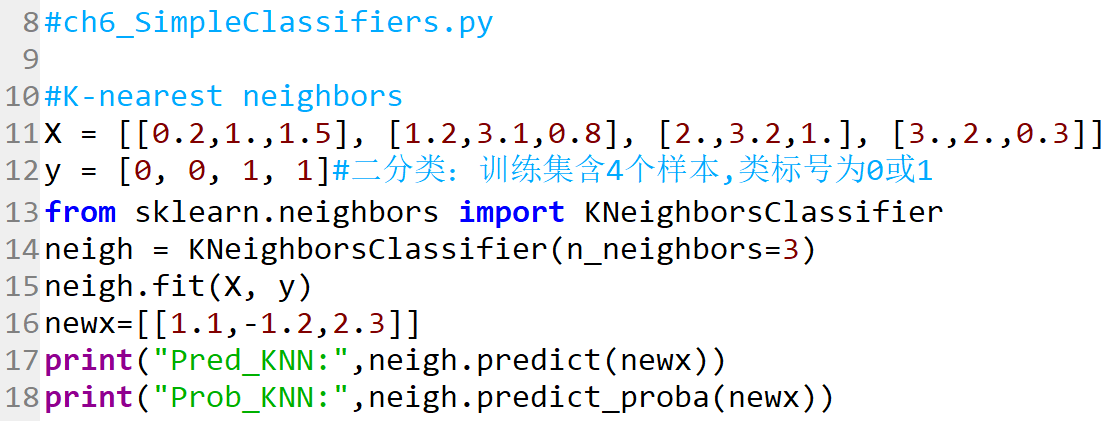 8 #ch6_SimpleClassifiers.py
9
10 #K-nearest neighbors
11 X = [[0.2,1.,1.5], [1.2,3.1,0.8], [2.,3.2,1.], [3.,2.,0.3]]
12 y = [0, 0, 1, 1]#二分类：训练集含4个样本,类标号为0或1
13 from sklearn.neighbors import KNeighborsClassifier
14 neigh = KNeighborsClassifier(n_neighbors=3)
15 neigh.fit(X, y)
16 newx=[[1.1,-1.2,2.3]]
17 print("Pred_KNN:",neigh.predict(newx))
18 print("Prob_KNN:",neigh.predict_proba(newx))